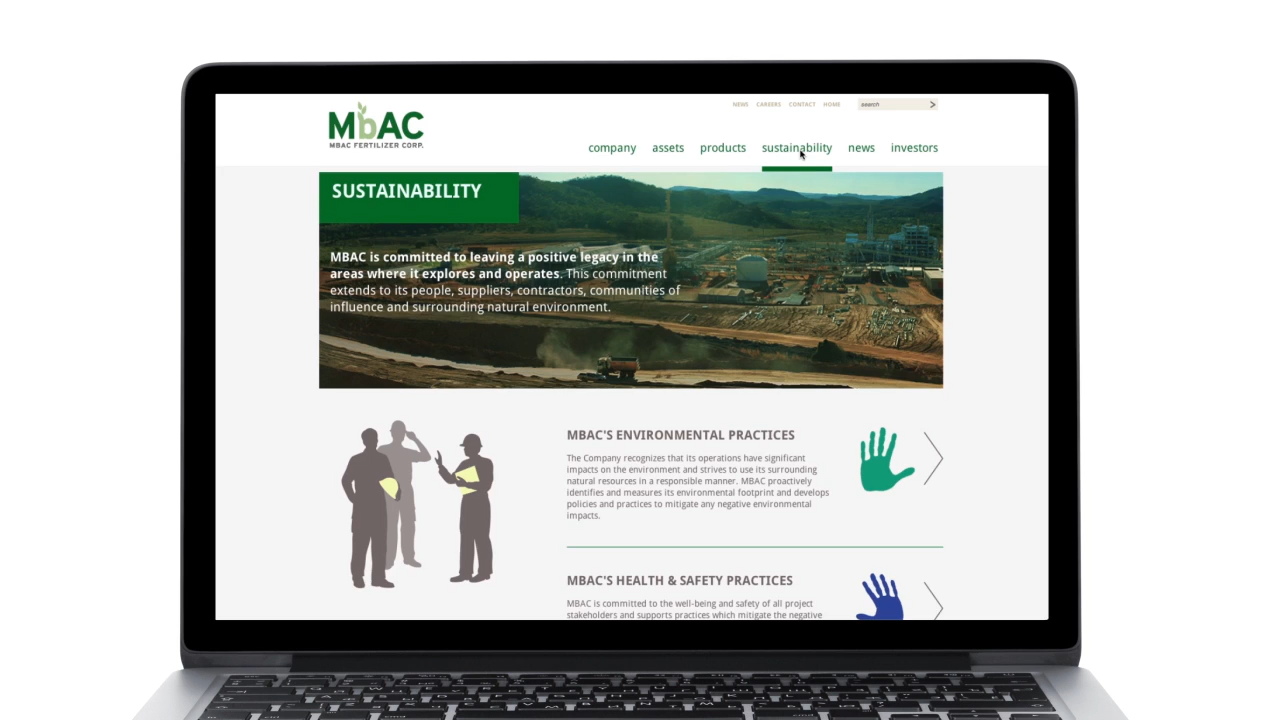 MbAC
MBAC FERTILIZER CORP.
NEWS CAREERS CONTACT HOME
search
company assets products sustainability news investors
SUSTAINABILITY
MBAC is committed to leaving a positive legacy in the
areas where it explores and operates. This commitment
extends to its people, suppliers, contractors, communities of
influence and surrounding natural environment.
MBAC'S ENVIRONMENTAL PRACTICES
The Company recognizes that its operations have significant
impacts on the environment and strives to use its surrounding
natural resources in a responsible manner. MBAC proactively
identifies and measures its environmental footprint and develops
policies and practices to mitigate any negative environmental
impacts.
MBAC'S HEALTH & SAFETY PRACTICES
MBAC is committed to the well-being and safety of all project
stakeholders and supports practices which mitigate the negative